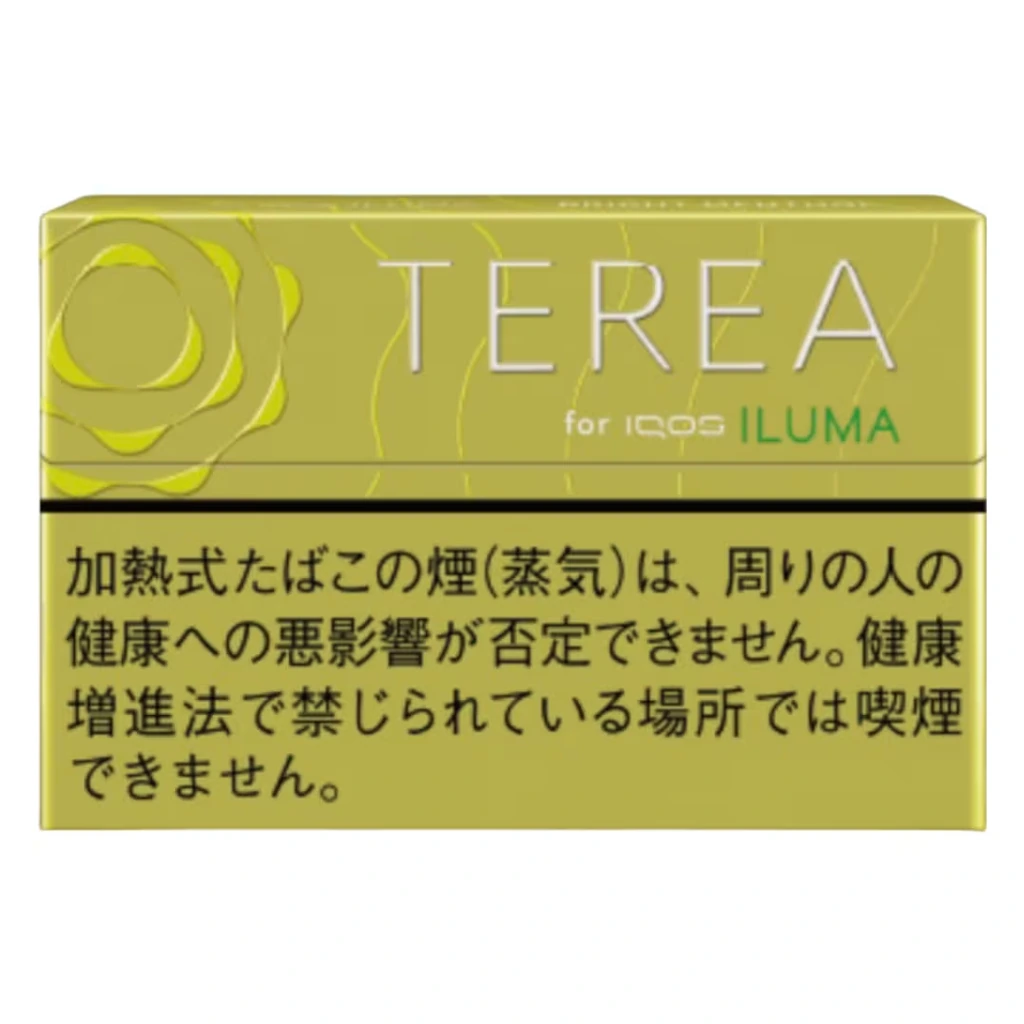 BRIGHT MENTHOL
TEREA
for IQOS ILUMA
加熱式たばこの煙(蒸気)は、周りの人の
健康への悪影響が否定できません。健康
増進法で禁じられている場所では喫煙
できません。